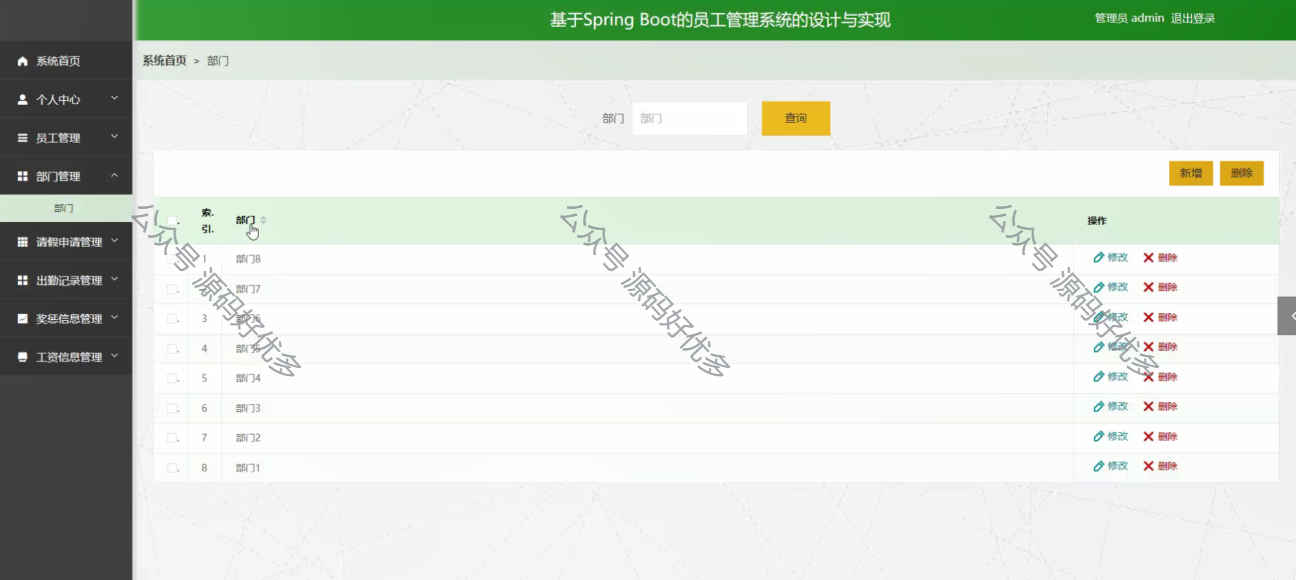 基于Spring Boot的员工管理系统的设计与实现
管理员 admin 退出登录
系统首页
个人中心
员工管理
部门管理
部门
请假申请管理
出勤记录管理
奖惩信息管理
工资信息管理
系统首页 > 部门
部门 部门 查询
新增 删除
索引. 部门 操作
1 部门8 修改 删除
部门7 修改 删除
3 部门6 修改 删除
4 部门5 修改 删除
5 部门4 修改 删除
6 部门3 修改 删除
7 部门2 修改 删除
8 部门1 修改 删除
公众号 源码好优多
公众号 源码好优多
公众号 源码好优多